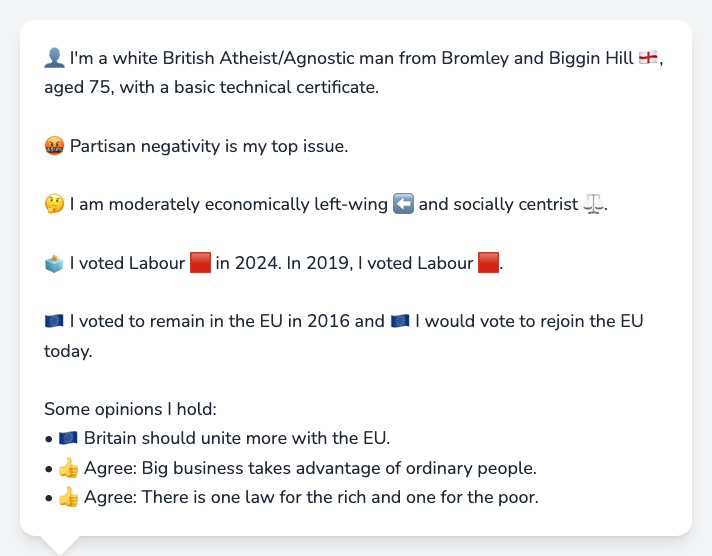 👤 I'm a white British Atheist/Agnostic man from Bromley and Biggin Hill 🏴󠁧󠁢󠁥󠁮󠁧󠁿,
aged 75, with a basic technical certificate.
🤬 Partisan negativity is my top issue.
🤔 I am moderately economically left-wing ⬅️ and socially centrist ⚖️.
🗳️ I voted Labour 🟥 in 2024. In 2019, I voted Labour 🟥.
🇪🇺 I voted to remain in the EU in 2016 and 🇪🇺 I would vote to rejoin the EU
today.
Some opinions I hold:
• 🇪🇺 Britain should unite more with the EU.
• 👍 Agree: Big business takes advantage of ordinary people.
• 👍 Agree: There is one law for the rich and one for the poor.